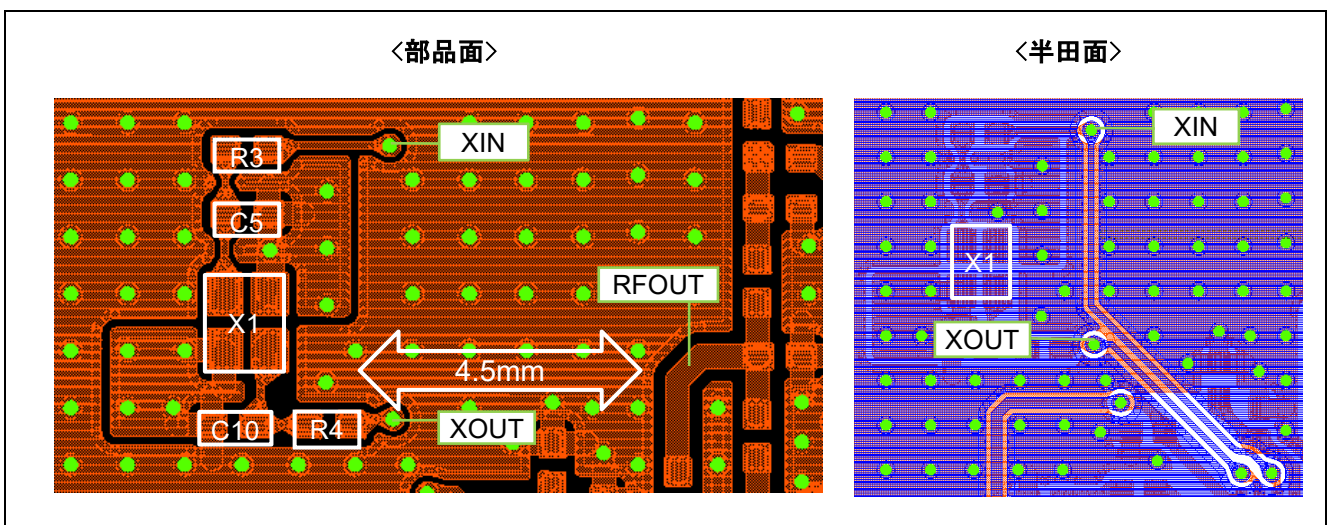 <部品面>
R3
XIN
C5
RFOUT
X1
4.5mm
C10
R4
XOUT
<半田面>
XIN
X1
XOUT